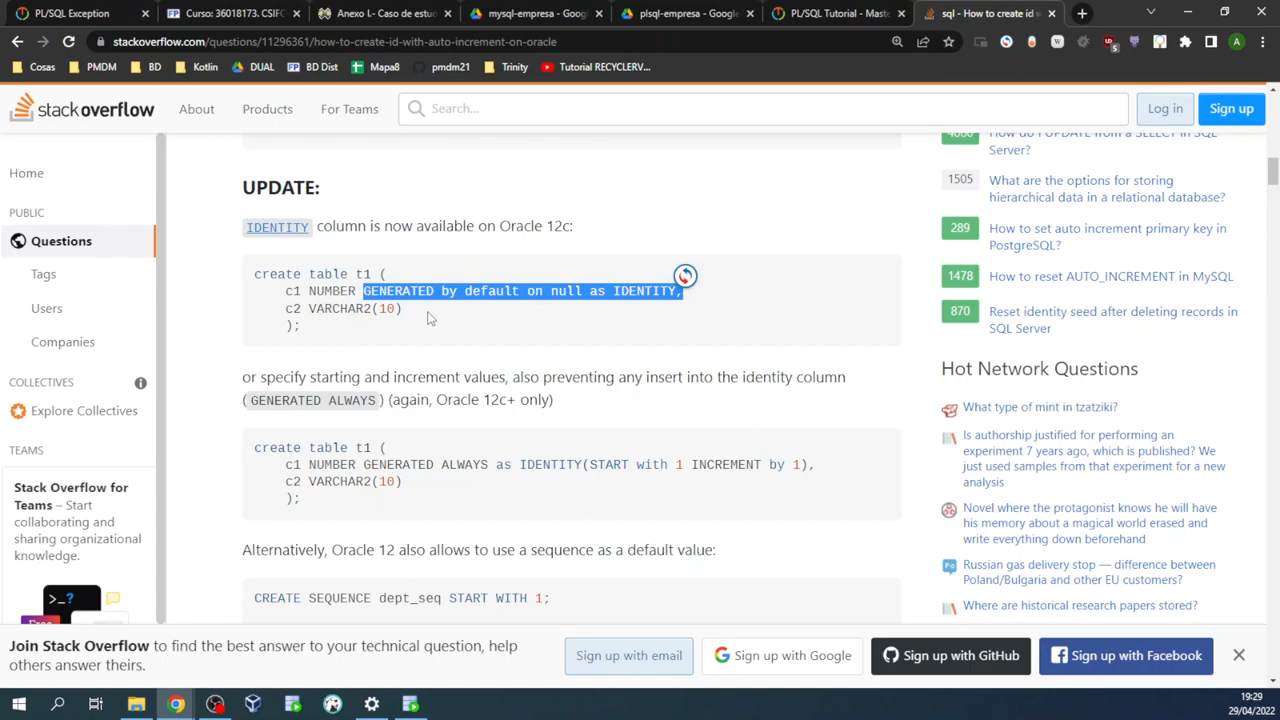 PL/SQL Exception
Curso: 36018173. CSIFC
Anexo I.- Caso de estud
mysql-empresa - Googl
plsql-empresa - Google
PL/SQL Tutorial - Maste
sql - How to create id w
stackoverflow.com/questions/11296361/how-to-create-id-with-auto-increment-on-oracle
Cosas
PMDM
BD
Kotlin
DUAL
BD Dist
Mapa8
pmdm21
Trinity
Tutorial RECYCLERV...
stack overflow
About
Products
For Teams
Search...
Log in
Sign up
Home
PUBLIC
Questions
Tags
Users
Companies
COLLECTIVES
Explore Collectives
TEAMS
Stack Overflow for
Teams – Start
collaborating and
sharing organizational
knowledge.
>_?
Free
UPDATE:
IDENTITY column is now available on Oracle 12c:
create table t1 (
c1 NUMBER GENERATED by default on null as IDENTITY,
c2 VARCHAR2(10)
);
or specify starting and increment values, also preventing any insert into the identity column
(GENERATED ALWAYS) (again, Oracle 12c+ only)
create table t1 (
c1 NUMBER GENERATED ALWAYS as IDENTITY(START with 1 INCREMENT by 1),
c2 VARCHAR2(10)
);
Alternatively, Oracle 12 also allows to use a sequence as a default value:
CREATE SEQUENCE dept_seq START WITH 1;
How do I UPDATE from a SELECT in SQL
Server?
1505
What are the options for storing
hierarchical data in a relational database?
289
How to set auto increment primary key in
PostgreSQL?
1478
How to reset AUTO_INCREMENT in MySQL
870
Reset identity seed after deleting records in
SQL Server
Hot Network Questions
What type of mint in tzatziki?
Is authorship justified for performing an
experiment 7 years ago, which is published? We
just used samples from that experiment for a new
analysis
Novel where the protagonist knows he will have
his memory about a magical world erased and
write everything down beforehand
Russian gas delivery stop — difference between
Poland/Bulgaria and other EU customers?
Where are historical research papers stored?
Join Stack Overflow to find the best answer to your technical question, help
others answer theirs.
Sign up with email
Sign up with Google
Sign up with GitHub
Sign up with Facebook
19:29
29/04/2022